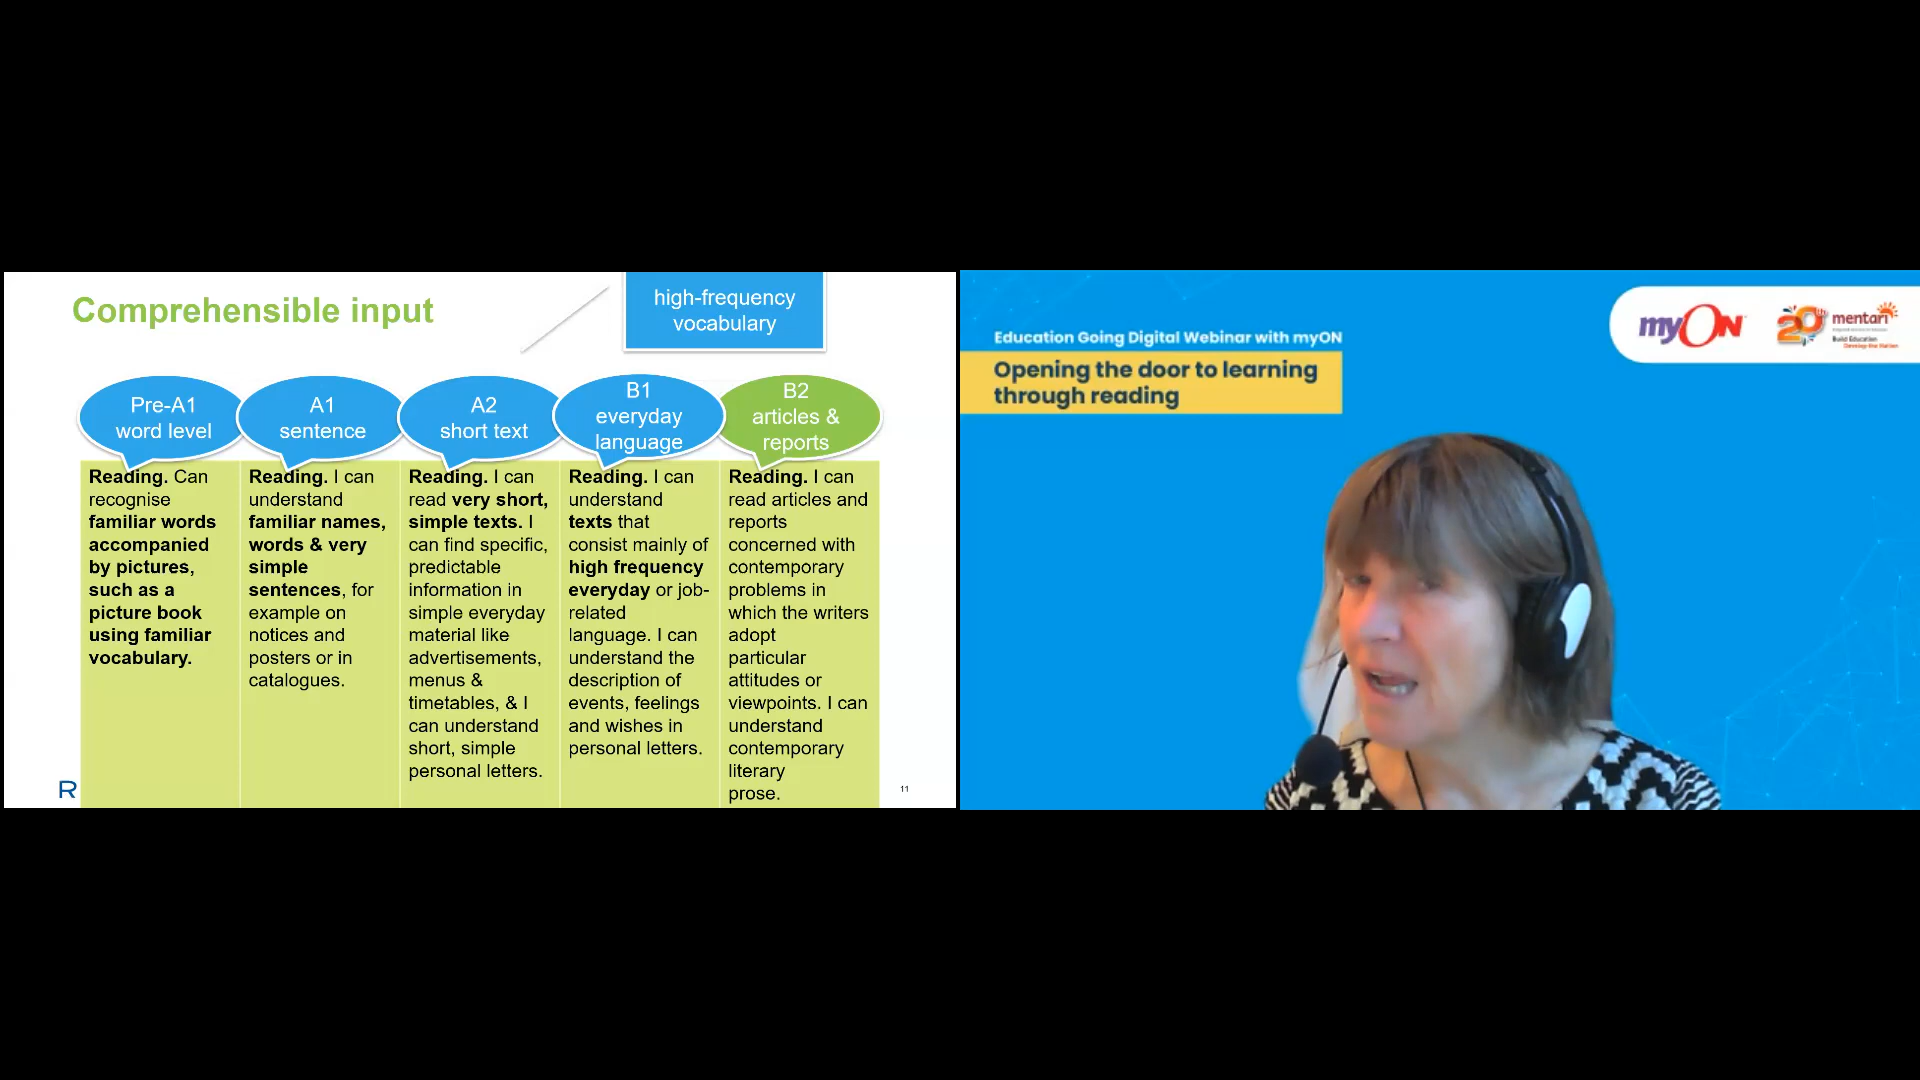 Comprehensible input
high-frequency
vocabulary
Pre-A1
word level
A1
sentence
A2
short text
B1
everyday
language
B2
articles &
reports
Reading. Can
recognise
familiar words
accompanied
by pictures,
such as a
picture book
using familiar
vocabulary.
Reading. I can
understand
familiar names,
words & very
simple
sentences, for
example on
notices and
posters or in
catalogues.
Reading. I can
read very short,
simple texts. I
can find specific,
predictable
information in
simple everyday
material like
advertisements,
menus &
timetables, & I
can understand
short, simple
personal letters.
Reading. I can
understand
texts that
consist mainly of
high frequency
everyday or job-
related
language. I can
understand the
description of
events, feelings
and wishes in
personal letters.
Reading. I can
read articles and
reports
concerned with
contemporary
problems in
which the writers
adopt
particular
attitudes or
viewpoints. I can
understand
contemporary
literary
prose.
R
11
Education Going Digital Webinar with myON
Opening the door to learning
through reading
myON
20
mentari
Build Education
Develop the Nation